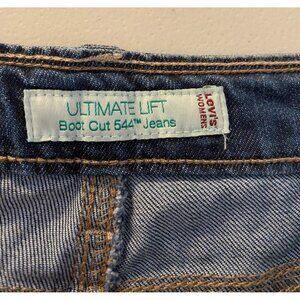 ULTIMATE LIFT
Boot Cut 544™ Jeans
Levi's
WOMENS